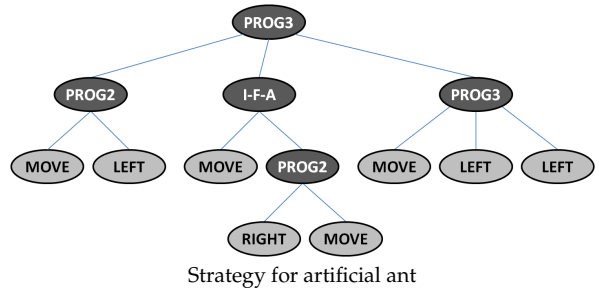 PROG3
PROG2 I-F-A PROG3
MOVE LEFT MOVE PROG2 MOVE LEFT LEFT
RIGHT MOVE
Strategy for artificial ant